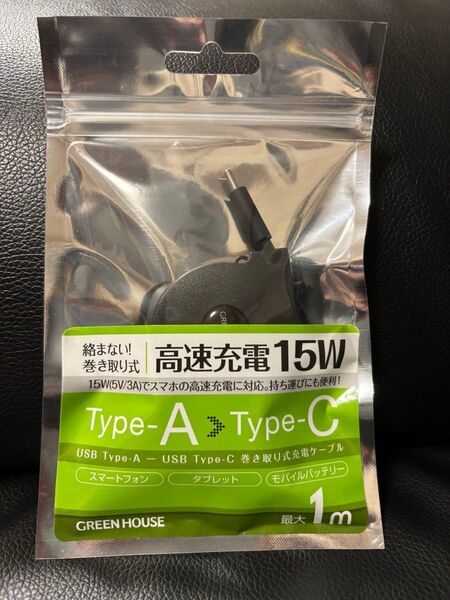 絡まない!
巻き取り式
高速充電15W
15W(5V/3A)でスマホの高速充電に対応。持ち運びにも便利!
Type-A > Type-C
USB Type-A － USB Type-C 巻き取り式充電ケーブル
スマートフォン タブレット モバイルバッテリー
GREEN HOUSE
最大1m